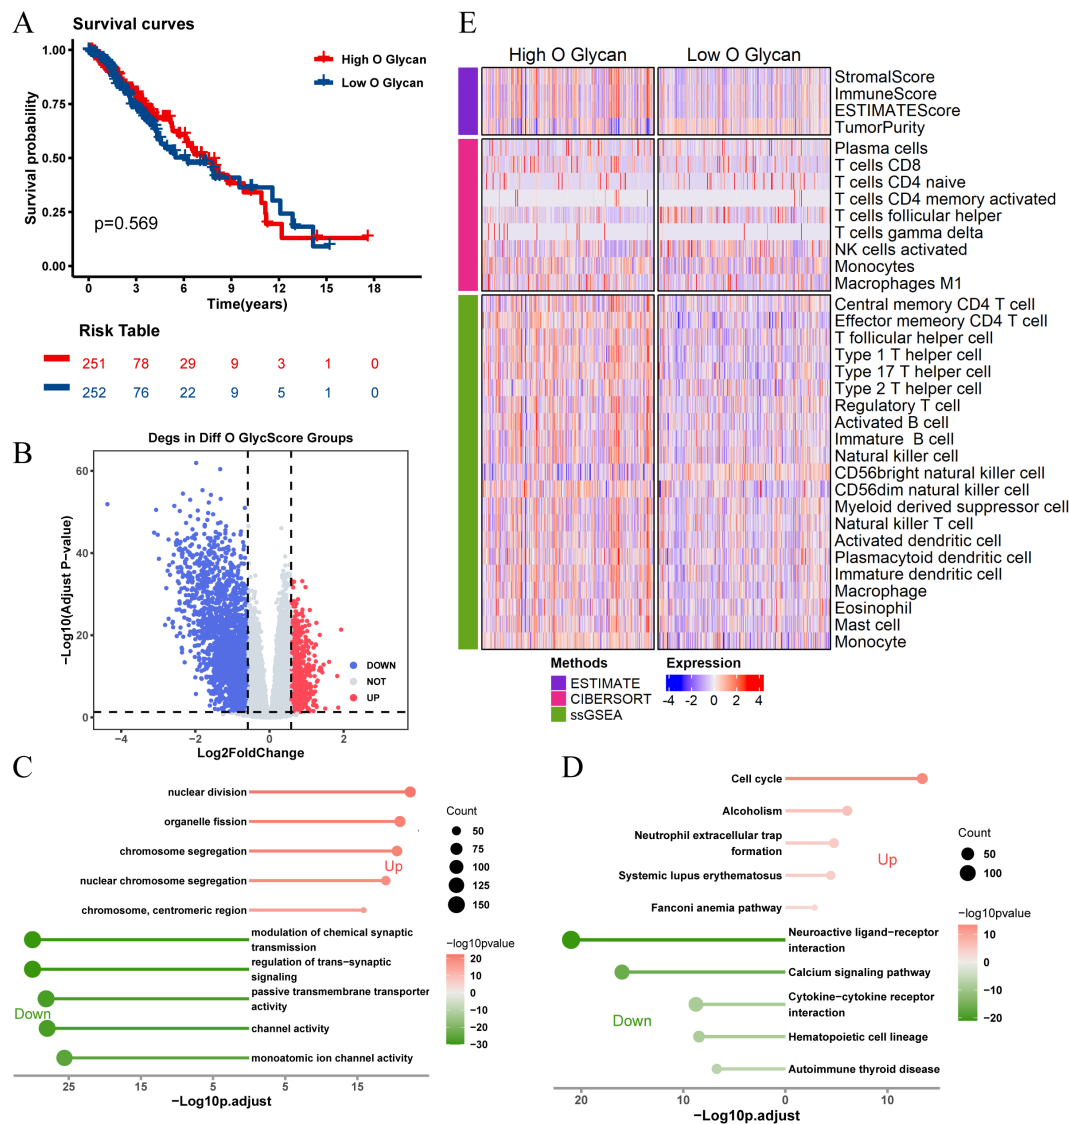 A
Survival curves
Survival probability
1.00
0.75
0.50
0.25
0.00
High O Glycan
Low O Glycan
p=0.569
0 3 6 9 12 15 18
Time(years)
Risk Table
251 78 29 9 3 1 0
252 76 22 9 5 1 0
B
Degs in Diff O GlycScore Groups
−Log10(Adjust P−value)
60
40
20
0
DOWN
NOT
UP
−4 −2 0 2
Log2FoldChange
E
High O Glycan Low O Glycan
StromalScore
ImmuneScore
ESTIMATEScore
TumorPurity
Plasma cells
T cells CD8
T cells CD4 naive
T cells CD4 memory activated
T cells follicular helper
T cells gamma delta
NK cells activated
Monocytes
Macrophages M1
Central memory CD4 T cell
Effector memeory CD4 T cell
T follicular helper cell
Type 1 T helper cell
Type 17 T helper cell
Type 2 T helper cell
Regulatory T cell
Activated B cell
Immature  B cell
Natural killer cell
CD56bright natural killer cell
CD56dim natural killer cell
Myeloid derived suppressor cell
Natural killer T cell
Activated dendritic cell
Plasmacytoid dendritic cell
Immature dendritic cell
Macrophage
Eosinophil
Mast cell
Monocyte
Methods
ESTIMATE
CIBERSORT
ssGSEA
Expression
−4 −2 0 2 4
C
nuclear division
organelle fission
chromosome segregation
nuclear chromosome segregation
chromosome, centromeric region
Up
modulation of chemical synaptic
transmission
regulation of trans−synaptic
signaling
passive transmembrane transporter
activity
channel activity
monoatomic ion channel activity
Down
25 15 5 5 15
−Log10p.adjust
Count
50
75
100
125
150
−log10pvalue
20
10
0
−10
−20
−30
D
Cell cycle
Alcoholism
Neutrophil extracellular trap
formation
Systemic lupus erythematosus
Fanconi anemia pathway
Up
Neuroactive ligand−receptor
interaction
Calcium signaling pathway
Cytokine−cytokine receptor
interaction
Hematopoietic cell lineage
Autoimmune thyroid disease
Down
20 10 0 10
−Log10p.adjust
Count
50
100
−log10pvalue
10
0
−10
−20